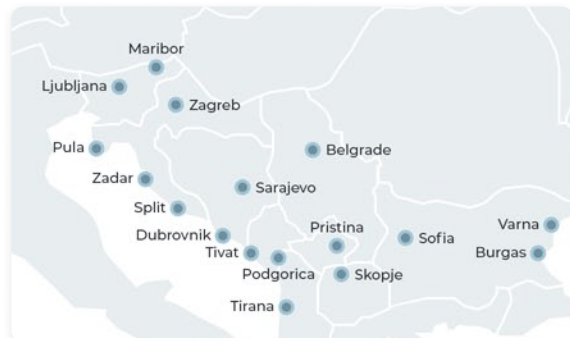 Maribor
Ljubljana
Zagreb
Pula
Belgrade
Zadar
Sarajevo
Split
Dubrovnik
Pristina
Sofia
Varna
Tivat
Burgas
Podgorica
Skopje
Tirana